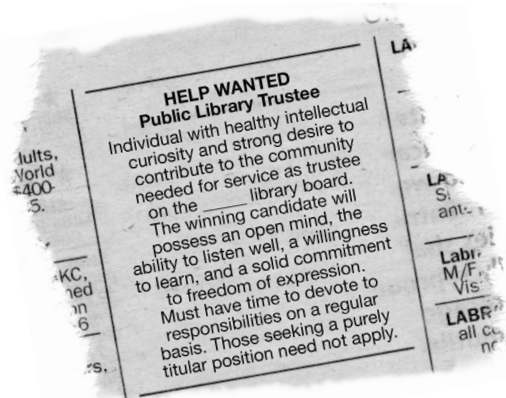 HELP WANTED
Public Library Trustee
Individual with healthy intellectual
curiosity and strong desire to
contribute to the community
needed for service as trustee
on the _____ library board.
The winning candidate will
possess an open mind, the
ability to listen well, a willingness
to learn, and a solid commitment
to freedom of expression.
Must have time to devote to
responsibilities on a regular
basis. Those seeking a purely
titular position need not apply.